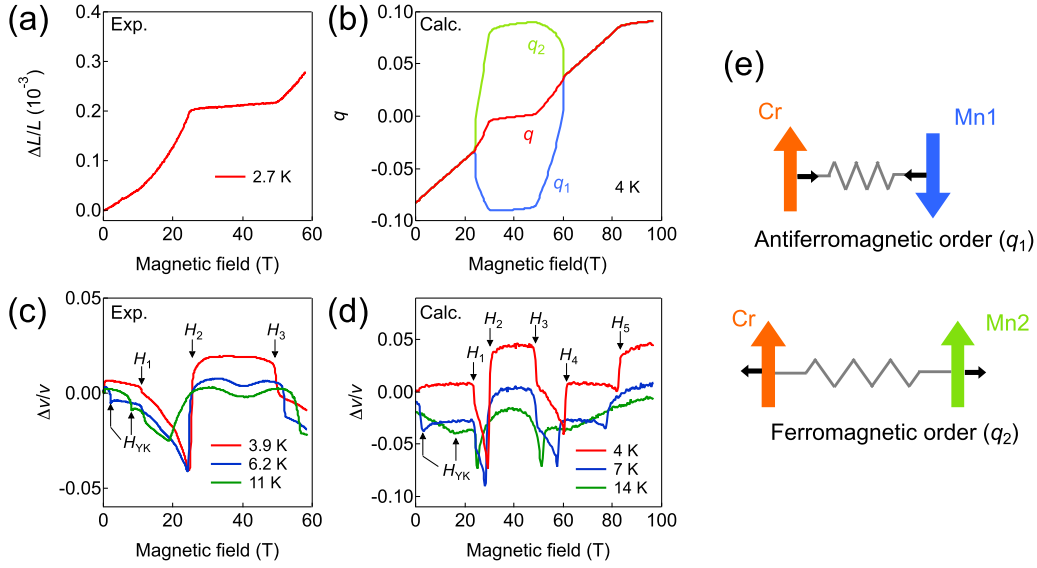 (a)
Exp.
0.4
0.3
0.2
0.1
0.0
ΔL/L (10⁻³)
2.7 K
0
20
40
60
Magnetic field (T)
(b)
Calc.
0.10
0.05
0.00
-0.05
-0.10
q
q₂
q
q₁
4 K
0
20
40
60
80
100
Magnetic field(T)
(c)
Exp.
0.05
0.00
-0.05
Δv/v
H₁
H₂
H₃
H_YK
3.9 K
6.2 K
11 K
0
20
40
60
Magnetic field (T)
(d)
Calc.
0.05
0.00
-0.05
-0.10
Δv/v
H₁
H₂
H₃
H₄
H₅
H_YK
4 K
7 K
14 K
0
20
40
60
80
100
Magnetic field (T)
(e)
Cr
Mn1
Antiferromagnetic order (q₁)
Cr
Mn2
Ferromagnetic order (q₂)